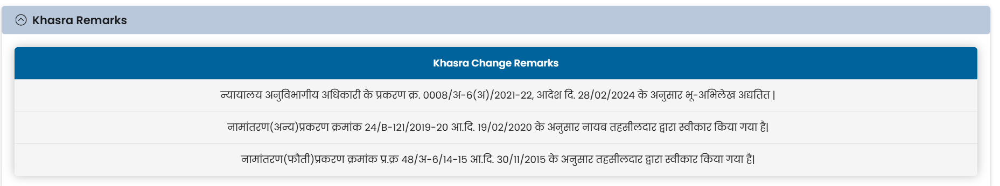 Khasra Remarks
Khasra Change Remarks
न्यायालय अनुविभागीय अधिकारी के प्रकरण क्र. 0008/अ-6(अ)/2021-22, आदेश दि. 28/02/2024 के अनुसार भू-अभिलेख अद्यतित |
नामांतरण(अन्य)प्रकरण क्रमांक 24/B-121/2019-20 आ.दि. 19/02/2020 के अनुसार नायब तहसीलदार द्वारा स्वीकार किया गया है|
नामांतरण(फौती)प्रकरण क्रमांक प्र.क्र 48/अ-6/14-15 आ.दि. 30/11/2015 के अनुसार तहसीलदार द्वारा स्वीकार किया गया है|